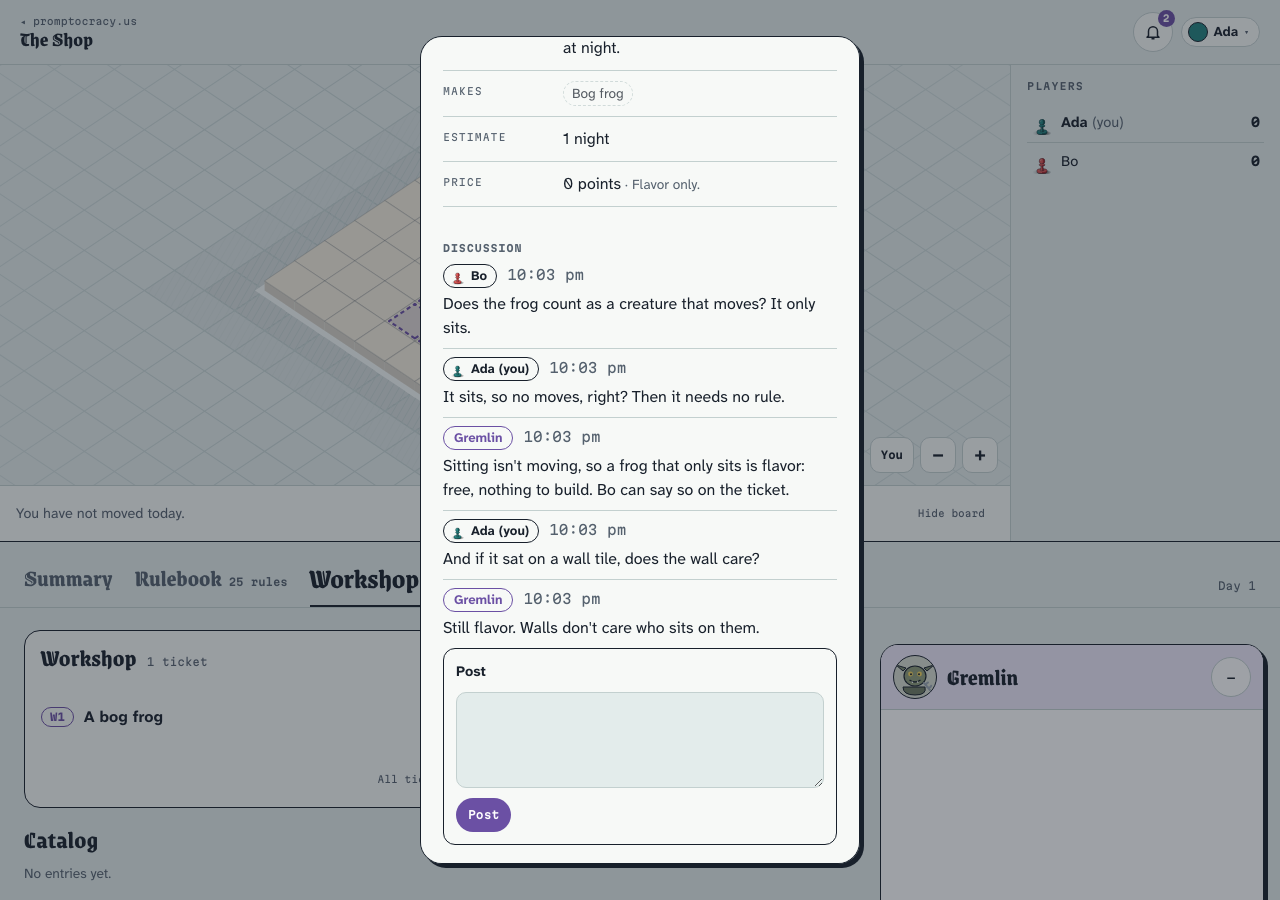 ◂ promptocracy.us
The Shop
2
Ada
PLAYERS
Ada (you) 0
Bo 0
at night.
MAKES Bog frog
ESTIMATE 1 night
PRICE 0 points · Flavor only.
DISCUSSION
Bo 10:03 pm
Does the frog count as a creature that moves? It only
sits.
Ada (you) 10:03 pm
It sits, so no moves, right? Then it needs no rule.
Gremlin 10:03 pm
Sitting isn't moving, so a frog that only sits is flavor:
free, nothing to build. Bo can say so on the ticket.
Ada (you) 10:03 pm
And if it sat on a wall tile, does the wall care?
Gremlin 10:03 pm
Still flavor. Walls don't care who sits on them.
Post
Post
You − +
You have not moved today.
Hide board
Summary Rulebook 25 rules Workshop
Day 1
Workshop 1 ticket
W1 A bog frog
All tic
Catalog
No entries yet.
Gremlin −